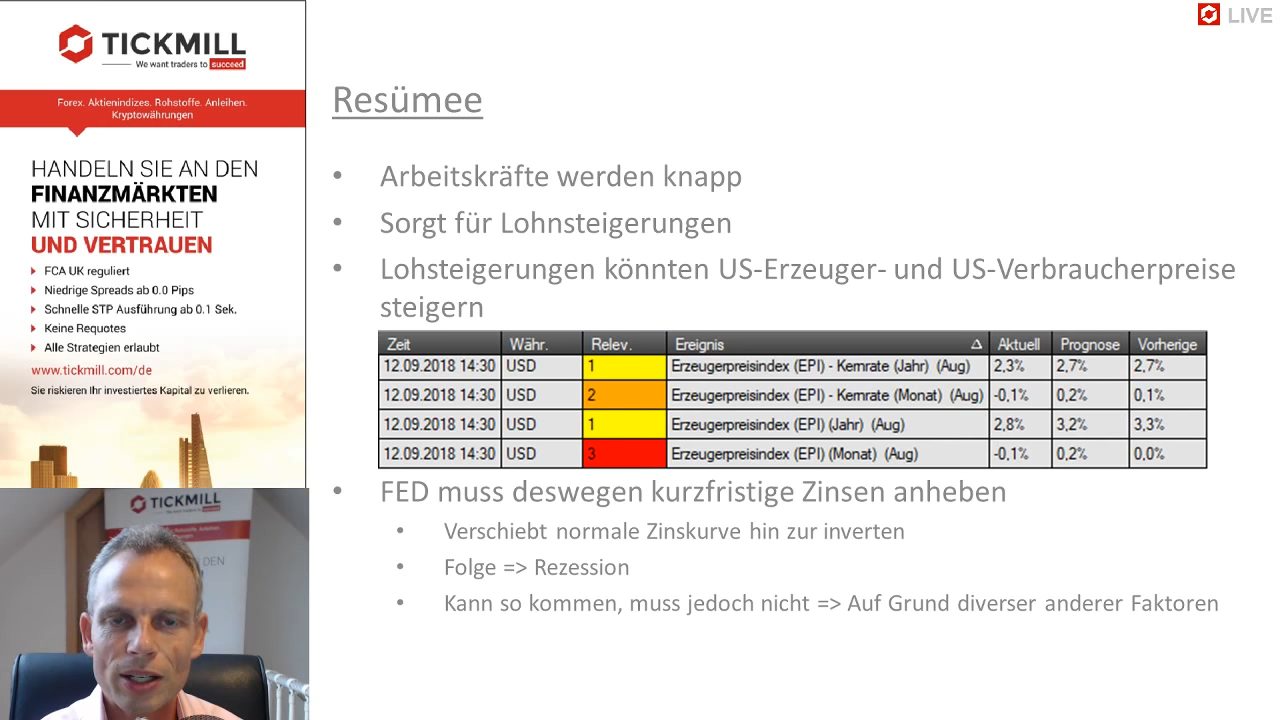 TICKMILL
We want traders to succeed
Forex. Aktienindizes. Rohstoffe. Anleihen.
Kryptowährungen
HANDELN SIE AN DEN
FINANZMÄRKTEN
MIT SICHERHEIT
UND VERTRAUEN
FCA UK reguliert
Niedrige Spreads ab 0.0 Pips
Schnelle STP Ausführung ab 0.1 Sek.
Keine Requotes
Alle Strategien erlaubt
www.tickmill.com/de
Sie riskieren Ihr investiertes Kapital zu verlieren.
TICKMILL
LIVE
Resümee
• Arbeitskräfte werden knapp
• Sorgt für Lohnsteigerungen
• Lohsteigerungen könnten US-Erzeuger- und US-Verbraucherpreise
steigern
Zeit Währ. Relev. Ereignis Aktuell Prognose Vorherige
12.09.2018 14:30 USD 1 Erzeugerpreisindex (EPI) - Kernrate (Jahr) (Aug) 2,3% 2,7% 2,7%
12.09.2018 14:30 USD 2 Erzeugerpreisindex (EPI) - Kernrate (Monat) (Aug) -0,1% 0,2% 0,1%
12.09.2018 14:30 USD 1 Erzeugerpreisindex (EPI) (Jahr) (Aug) 2,8% 3,2% 3,3%
12.09.2018 14:30 USD 3 Erzeugerpreisindex (EPI) (Monat) (Aug) -0,1% 0,2% 0,0%
• FED muss deswegen kurzfristige Zinsen anheben
• Verschiebt normale Zinskurve hin zur inverten
• Folge => Rezession
• Kann so kommen, muss jedoch nicht => Auf Grund diverser anderer Faktoren